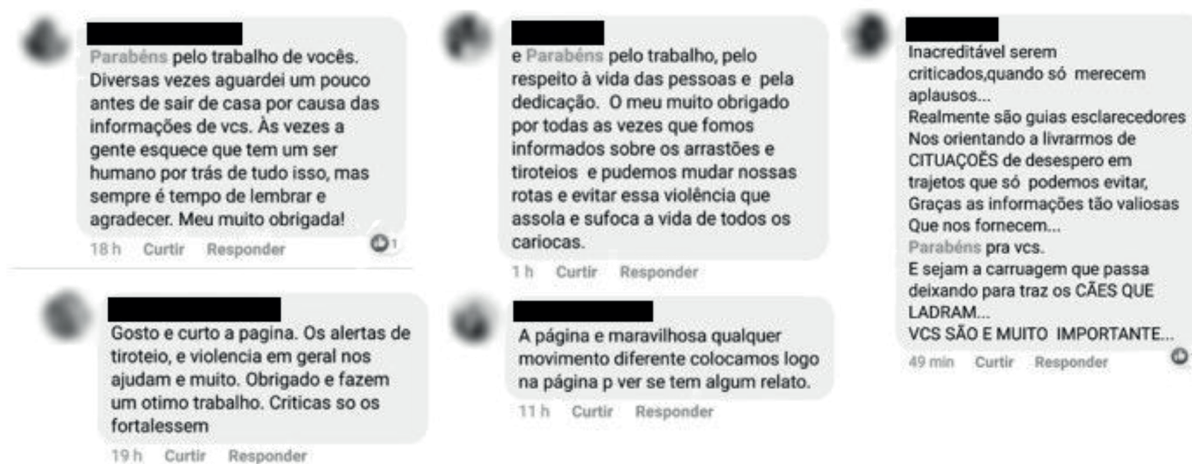 Parabéns pelo trabalho de vocês.
Diversas vezes aguardei um pouco
antes de sair de casa por causa das
informações de vcs. Às vezes a
gente esquece que tem um ser
humano por trás de tudo isso, mas
sempre é tempo de lembrar e
agradecer. Meu muito obrigada!
18 h Curtir Responder 1
Gosto e curto a pagina. Os alertas de
tiroteio, e violencia em geral nos
ajudam e muito. Obrigado e fazem
um otimo trabalho. Criticas so os
fortalessem
19 h Curtir Responder
e Parabéns pelo trabalho, pelo
respeito à vida das pessoas e pela
dedicação. O meu muito obrigado
por todas as vezes que fomos
informados sobre os arrastões e
tiroteios e pudemos mudar nossas
rotas e evitar essa violência que
assola e sufoca a vida de todos os
cariocas.
1 h Curtir Responder
A página e maravilhosa qualquer
movimento diferente colocamos logo
na página p ver se tem algum relato.
11 h Curtir Responder
Inacreditável serem
criticados,quando só merecem
aplausos...
Realmente são guias esclarecedores
Nos orientando a livrarmos de
CITUAÇOĚS de desespero em
trajetos que só podemos evitar,
Graças as informações tão valiosas
Que nos fornecem...
Parabéns pra vcs.
E sejam a carruagem que passa
deixando para traz os CÃES QUE
LADRAM...
VCS SÃO E MUITO IMPORTANTE...
49 min Curtir Responder